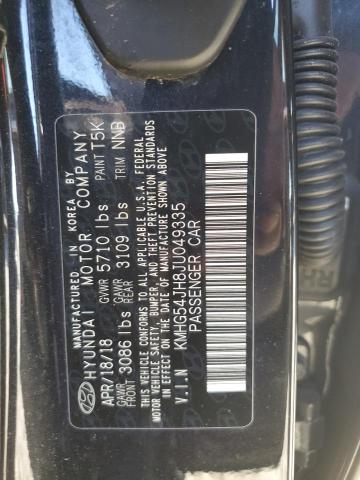 MADE IN KOREA BY
HYUNDAI MOTOR COMPANY
APR/18/18 GVWR 5710 lbs PAINT T5K
GAWR FRONT 3086 lbs GAWR REAR 3109 lbs TRIM NNB
THIS VEHICLE CONFORMS TO ALL APPLICABLE U.S.A. FEDERAL
MOTOR VEHICLE SAFETY, BUMPER, AND THEFT PREVENTION STANDARDS
IN EFFECT ON THE DATE OF MANUFACTURE SHOWN ABOVE.
V.I.N KMHG54JH8JU049335
PASSENGER CAR